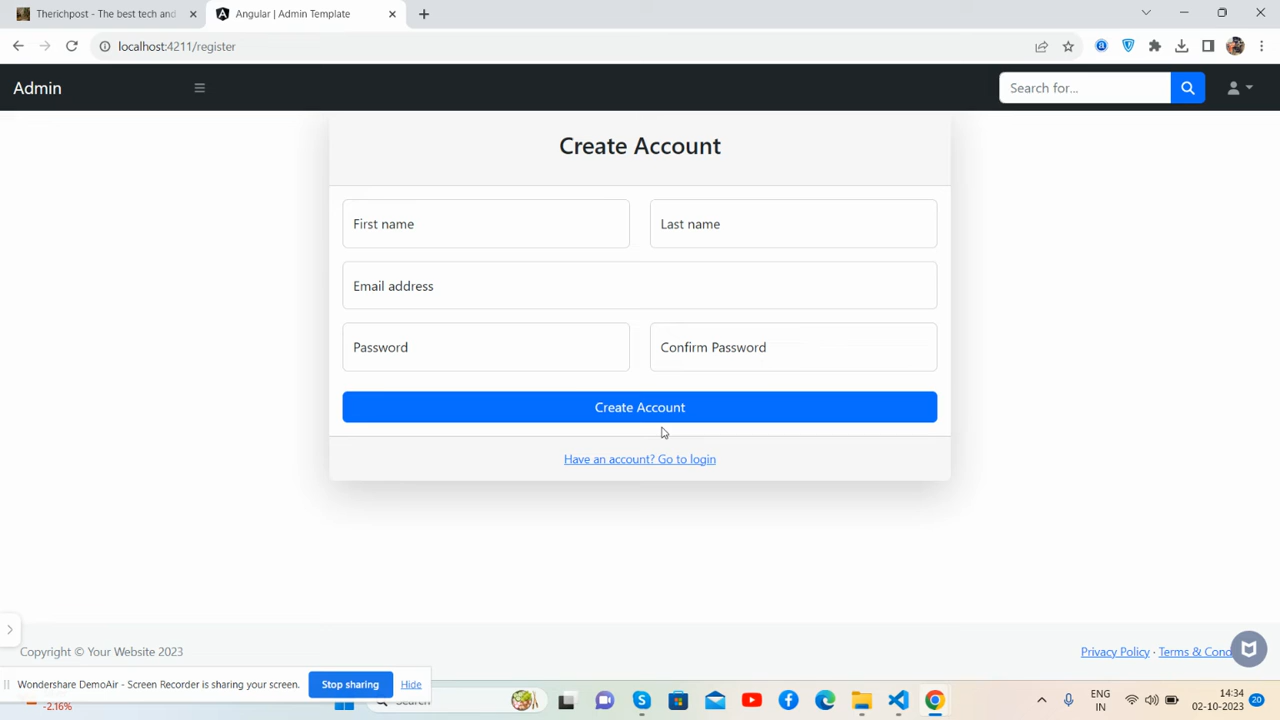 Therichpost - The best tech and
Angular | Admin Template
localhost:4211/register
Admin
Search for...
Create Account
First name
Last name
Email address
Password
Confirm Password
Create Account
Have an account? Go to login
Copyright © Your Website 2023
Privacy Policy · Terms & Cond
Wondershare DemoAir - Screen Recorder is sharing your screen.
Stop sharing
Hide
-2.16%
Search
ENG
IN
14:34
02-10-2023
20